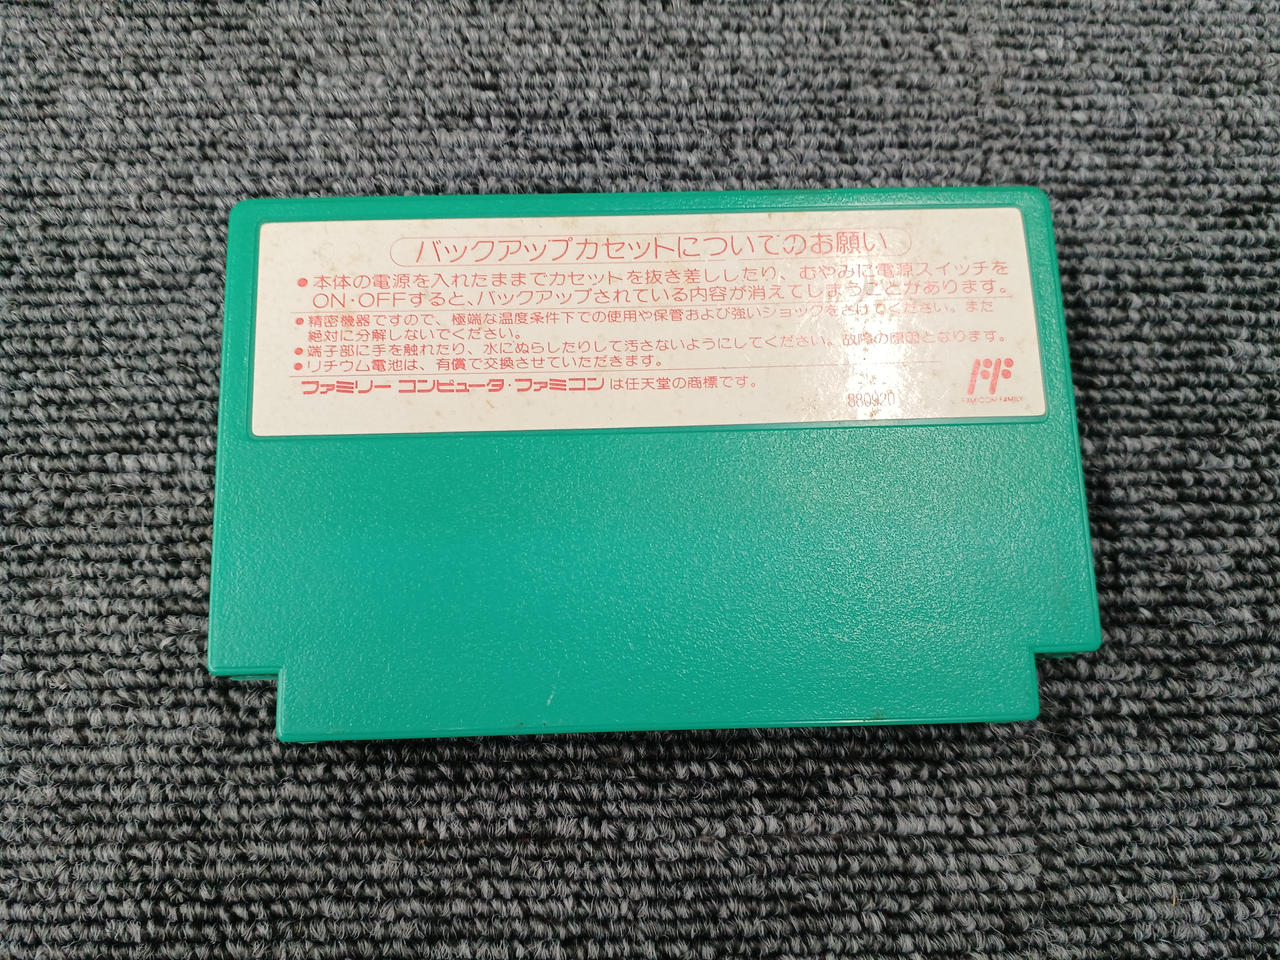 バックアップカセットについてのお願い
●本体の電源を入れたままでカセットを抜き差ししたり、むやみに電源スイッチを
ON・OFFすると、バックアップされている内容が消えてしまうことがあります。
●精密機器ですので、極端な温度条件下での使用や保管および強いショックをさけてください。また
絶対に分解しないでください。
●端子部に手を触れたり、水にぬらしたりして汚さないようにしてください。故障の原因となります。
●リチウム電池は、有償で交換させていただきます。
ファミリーコンピュータ・ファミコンは任天堂の商標です。
880920
FF
FAMICOM FAMILY